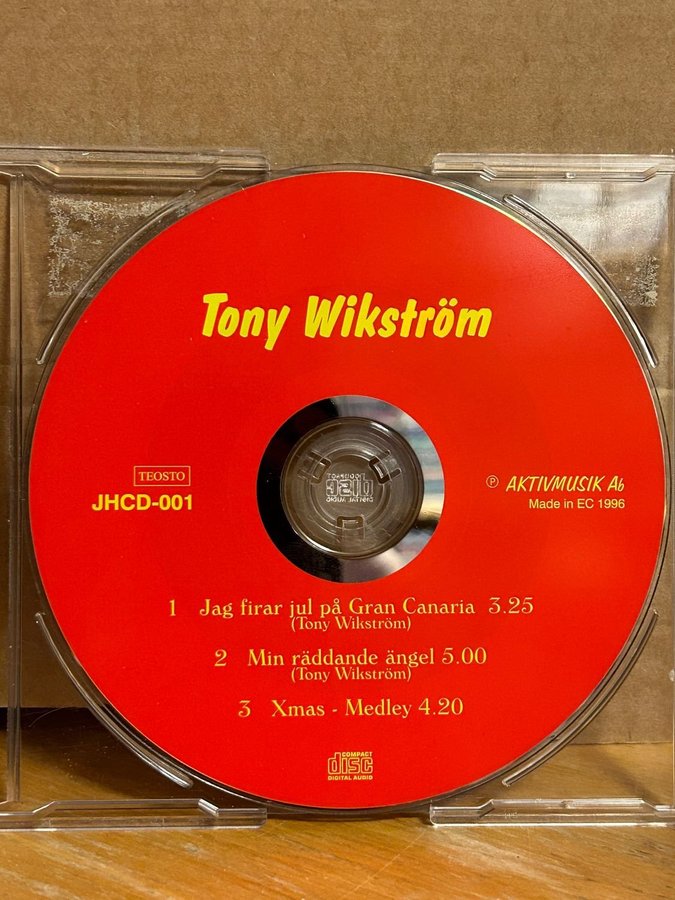 Tony Wikström
TEOSTO
JHCD-001
℗ AKTIVMUSIK Ab
Made in EC 1996
1 Jag firar jul på Gran Canaria 3.25
(Tony Wikström)
2 Min räddande ängel 5.00
(Tony Wikström)
3 Xmas - Medley 4.20
COMPACT
disc
DIGITAL AUDIO